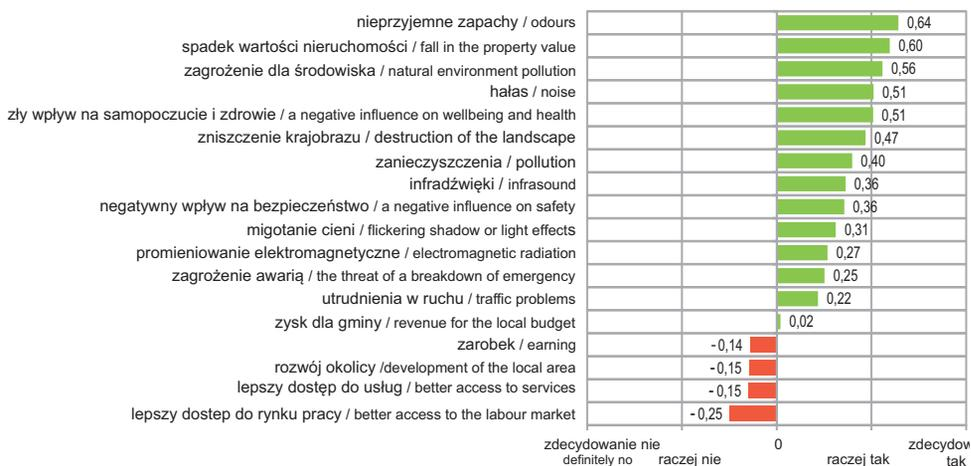 nieprzyjemne zapachy / odours 0,64
spadek wartości nieruchomości / fall in the property value 0,60
zagrożenie dla środowiska / natural environment pollution 0,56
hałas / noise 0,51
zły wpływ na samopoczucie i zdrowie / a negative influence on wellbeing and health 0,51
zniszczenie krajobrazu / destruction of the landscape 0,47
zanieczyszczenia / pollution 0,40
infradźwięki / infrasound 0,36
negatywny wpływ na bezpieczeństwo / a negative influence on safety 0,36
migotanie cieni / flickering shadow or light effects 0,31
promieniowanie elektromagnetyczne / electromagnetic radiation 0,27
zagrożenie awarią / the threat of a breakdown of emergency 0,25
utrudnienia w ruchu / traffic problems 0,22
zysk dla gminy / revenue for the local budget 0,02
zarobek / earning -0,14
rozwój okolicy /development of the local area -0,15
lepszy dostęp do usług / better access to services -0,15
lepszy dostep do rynku pracy / better access to the labour market -0,25
zdecydowanie nie 0 zdecydow
definitely no raczej nie raczej tak tak